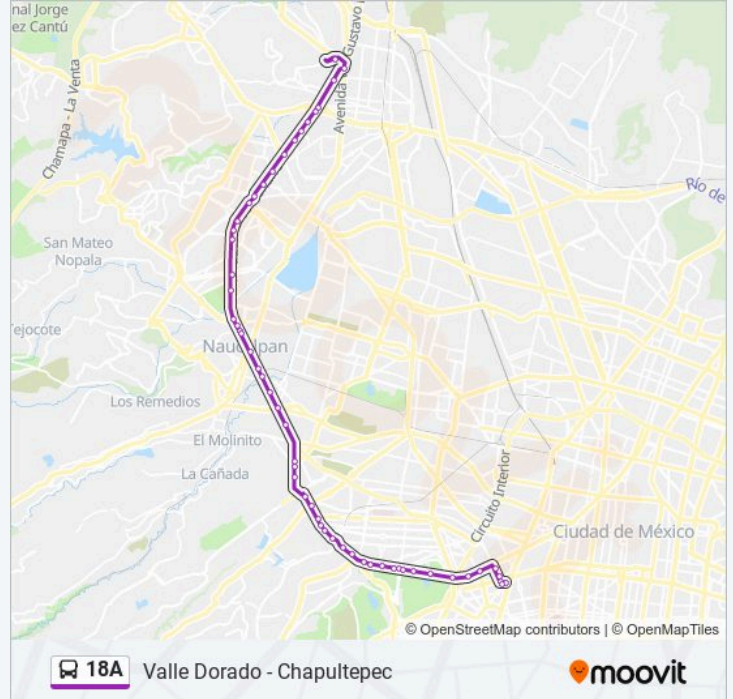 nal Jorge
ez Cantú
Chamapa - La Venta
Avenida
Gustavo
Río de
San Mateo
Nopala
ejocote
Naucalpan
Los Remedios
El Molinito
La Cañada
Circuito Interior
Ciudad de México
© OpenStreetMap contributors | © OpenMapTiles
18A Valle Dorado - Chapultepec
moovit